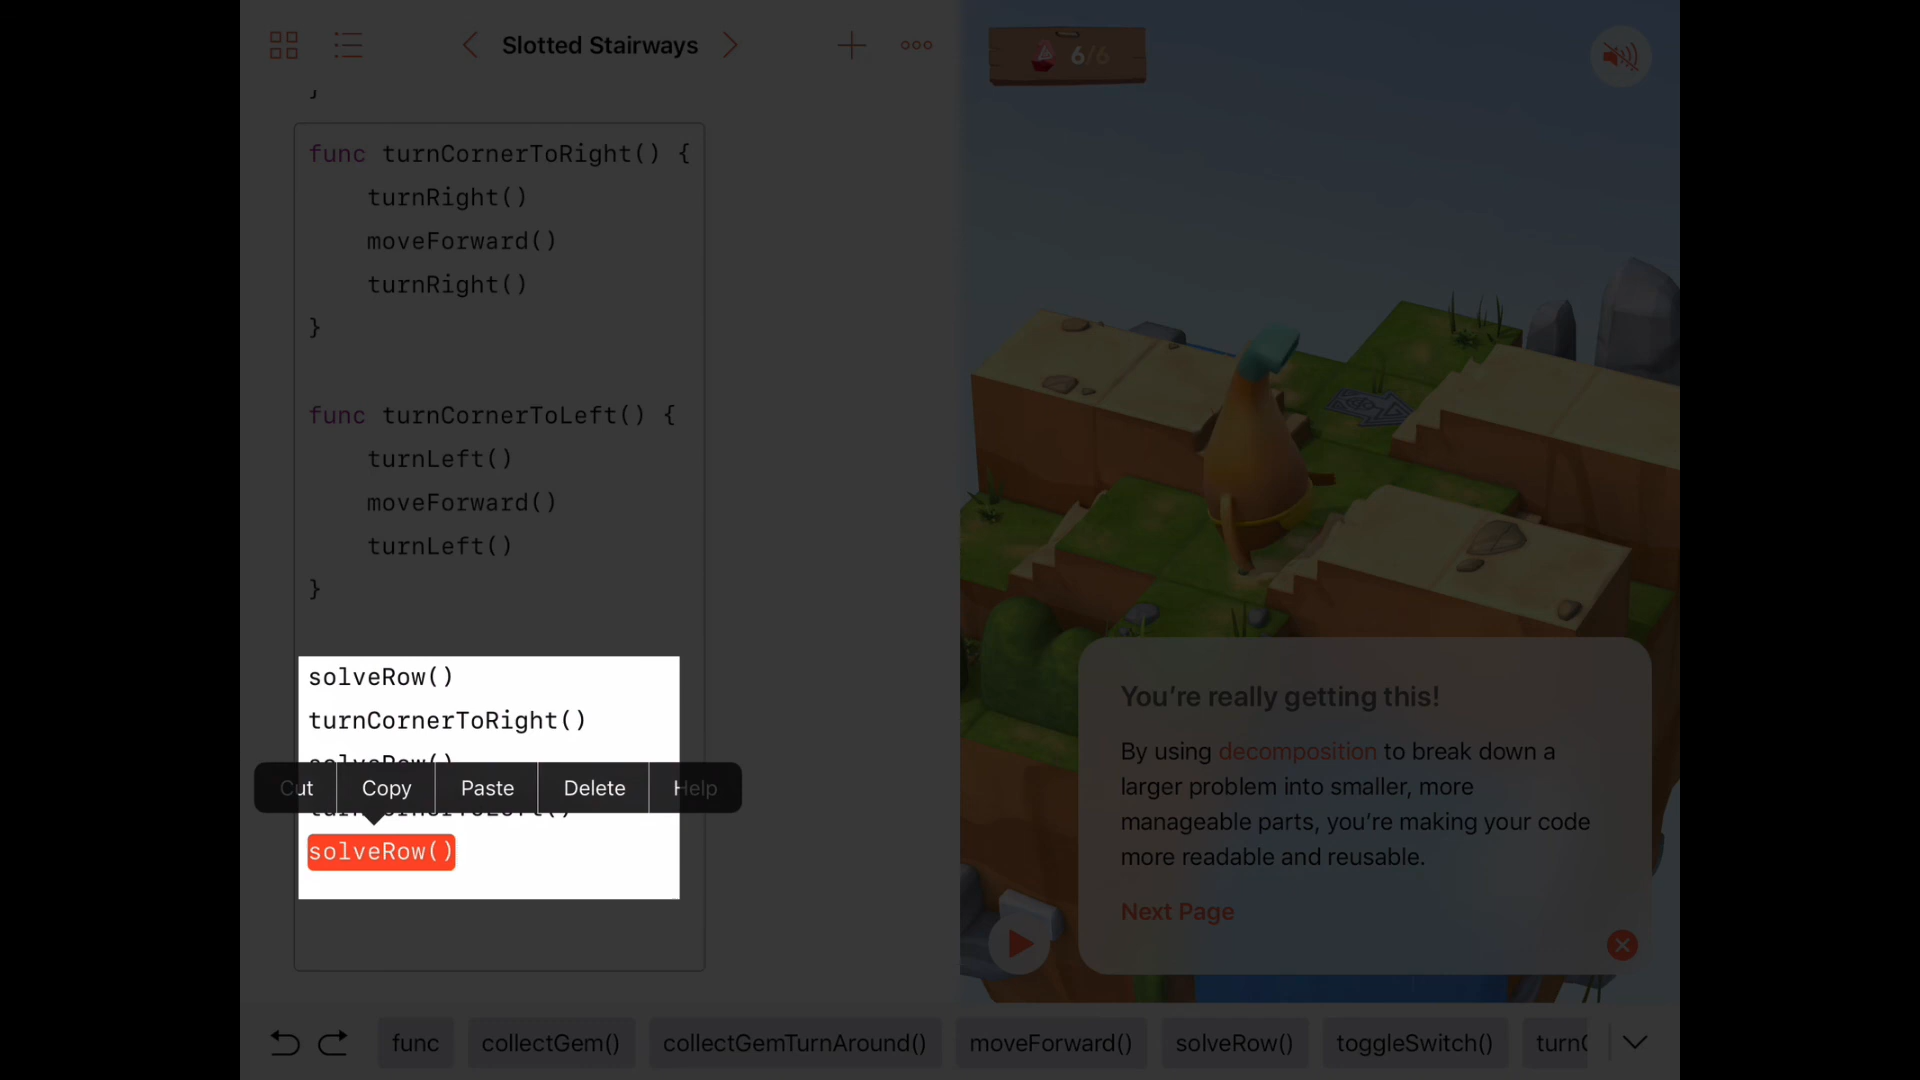 Slotted Stairways
6/6
}
func turnCornerToRight() {
turnRight()
moveForward()
turnRight()
}
func turnCornerToLeft() {
turnLeft()
moveForward()
turnLeft()
}
solveRow()
turnCornerToRight()
solveRow()
Cut Copy Paste Delete Help
turnCornerToLeft()
solveRow()
You’re really getting this!
By using decomposition to break down a
larger problem into smaller, more
manageable parts, you’re making your code
more readable and reusable.
Next Page
func collectGem() collectGemTurnAround() moveForward() solveRow() toggleSwitch() turnC